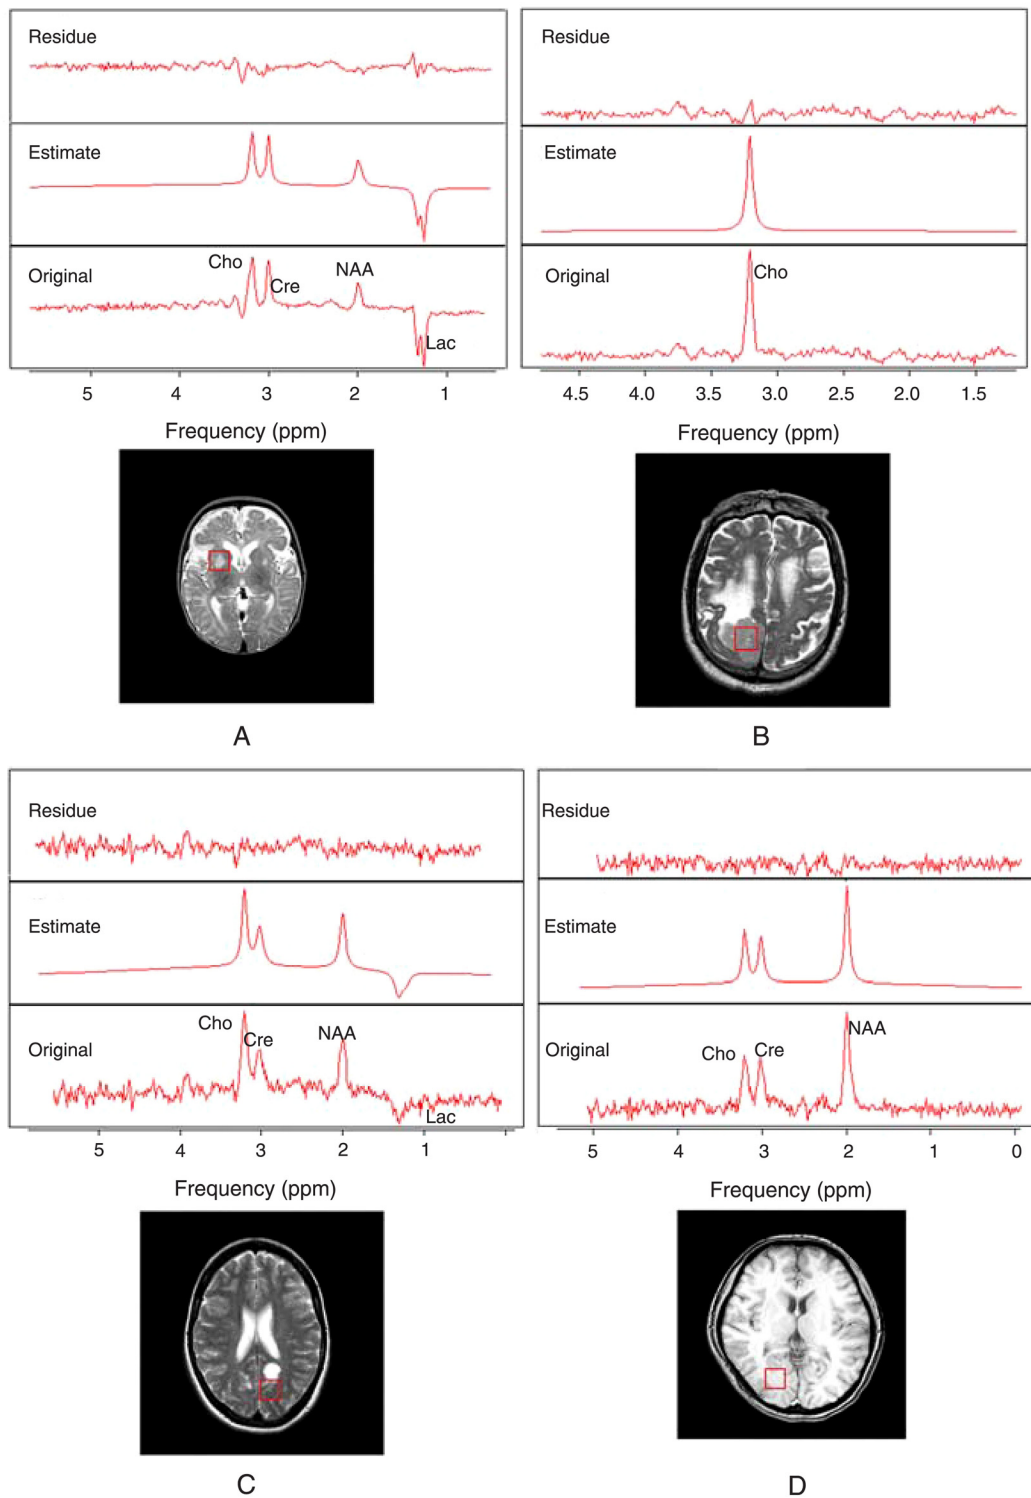 Residue
Estimate
Original
Cho
Cre
NAA
Lac
5 4 3 2 1
Frequency (ppm)
A
Residue
Estimate
Original
Cho
4.5 4.0 3.5 3.0 2.5 2.0 1.5
Frequency (ppm)
B
Residue
Estimate
Original
Cho
Cre
NAA
Lac
5 4 3 2 1
Frequency (ppm)
C
Residue
Estimate
Original
Cho
Cre
NAA
5 4 3 2 1 0
Frequency (ppm)
D